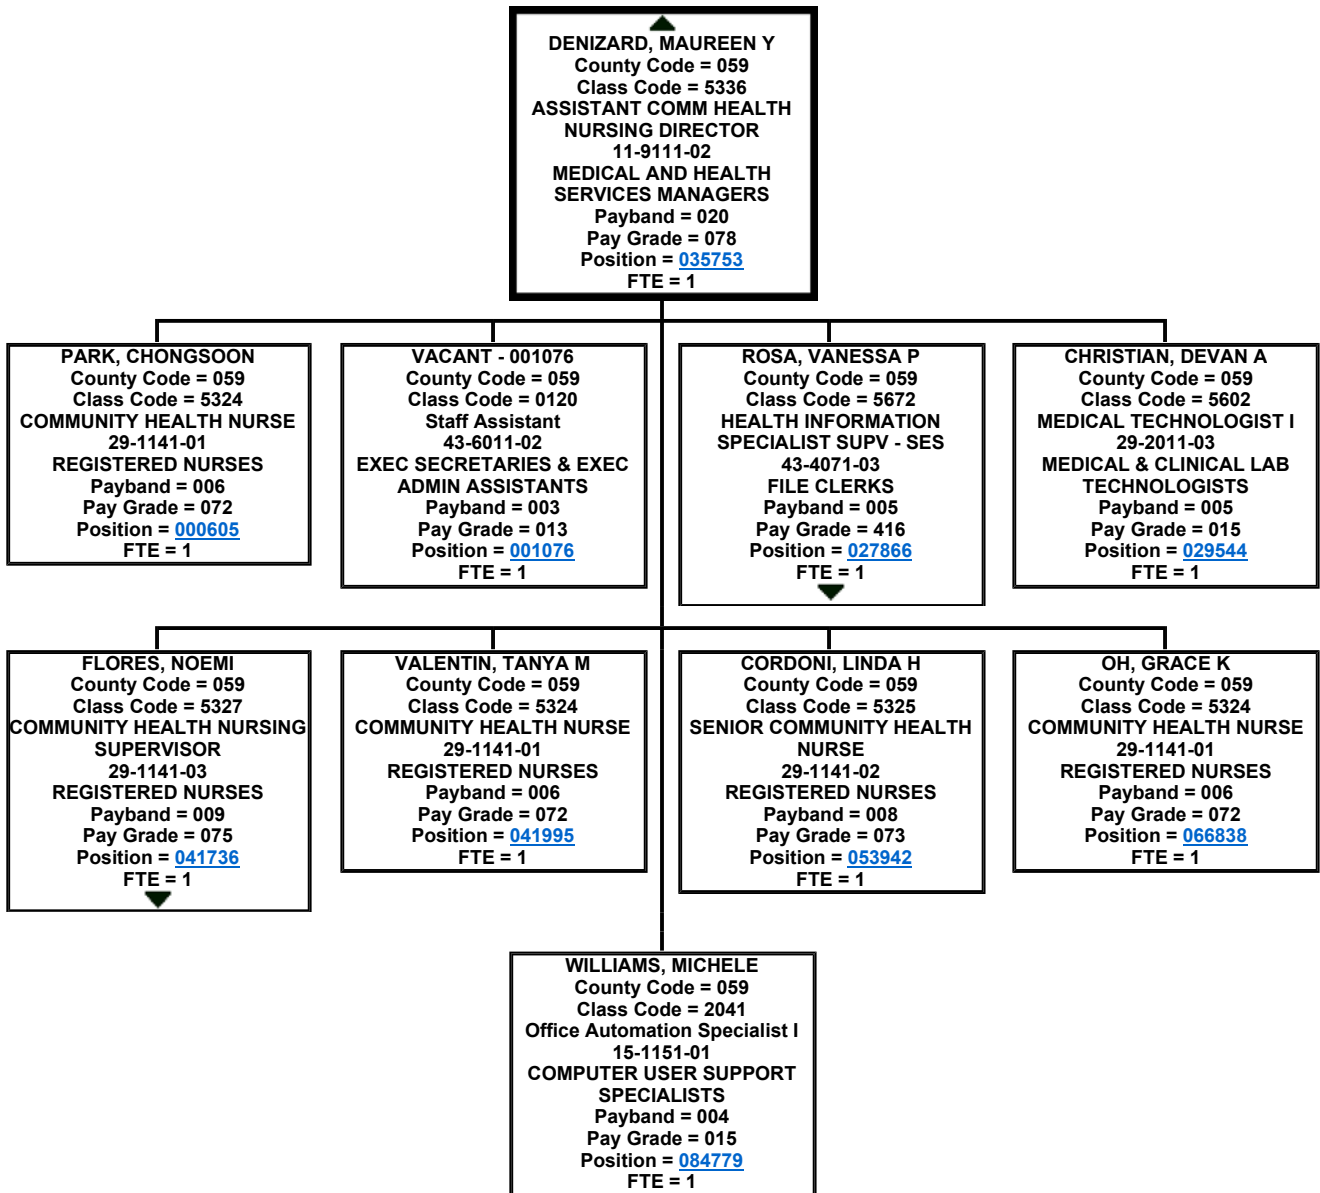 DENIZARD, MAUREEN Y
County Code = 059
Class Code = 5336
ASSISTANT COMM HEALTH
NURSING DIRECTOR
11-9111-02
MEDICAL AND HEALTH
SERVICES MANAGERS
Payband = 020
Pay Grade = 078
Position = 035753
FTE = 1
PARK, CHONGSOON
County Code = 059
Class Code = 5324
COMMUNITY HEALTH NURSE
29-1141-01
REGISTERED NURSES
Payband = 006
Pay Grade = 072
Position = 000605
FTE = 1
VACANT - 001076
County Code = 059
Class Code = 0120
Staff Assistant
43-6011-02
EXEC SECRETARIES & EXEC
ADMIN ASSISTANTS
Payband = 003
Pay Grade = 013
Position = 001076
FTE = 1
ROSA, VANESSA P
County Code = 059
Class Code = 5672
HEALTH INFORMATION
SPECIALIST SUPV - SES
43-4071-03
FILE CLERKS
Payband = 005
Pay Grade = 416
Position = 027866
FTE = 1
CHRISTIAN, DEVAN A
County Code = 059
Class Code = 5602
MEDICAL TECHNOLOGIST I
29-2011-03
MEDICAL & CLINICAL LAB
TECHNOLOGISTS
Payband = 005
Pay Grade = 015
Position = 029544
FTE = 1
FLORES, NOEMI
County Code = 059
Class Code = 5327
COMMUNITY HEALTH NURSING
SUPERVISOR
29-1141-03
REGISTERED NURSES
Payband = 009
Pay Grade = 075
Position = 041736
FTE = 1
VALENTIN, TANYA M
County Code = 059
Class Code = 5324
COMMUNITY HEALTH NURSE
29-1141-01
REGISTERED NURSES
Payband = 006
Pay Grade = 072
Position = 041995
FTE = 1
CORDONI, LINDA H
County Code = 059
Class Code = 5325
SENIOR COMMUNITY HEALTH
NURSE
29-1141-02
REGISTERED NURSES
Payband = 008
Pay Grade = 073
Position = 053942
FTE = 1
OH, GRACE K
County Code = 059
Class Code = 5324
COMMUNITY HEALTH NURSE
29-1141-01
REGISTERED NURSES
Payband = 006
Pay Grade = 072
Position = 066838
FTE = 1
WILLIAMS, MICHELE
County Code = 059
Class Code = 2041
Office Automation Specialist I
15-1151-01
COMPUTER USER SUPPORT
SPECIALISTS
Payband = 004
Pay Grade = 015
Position = 084779
FTE = 1